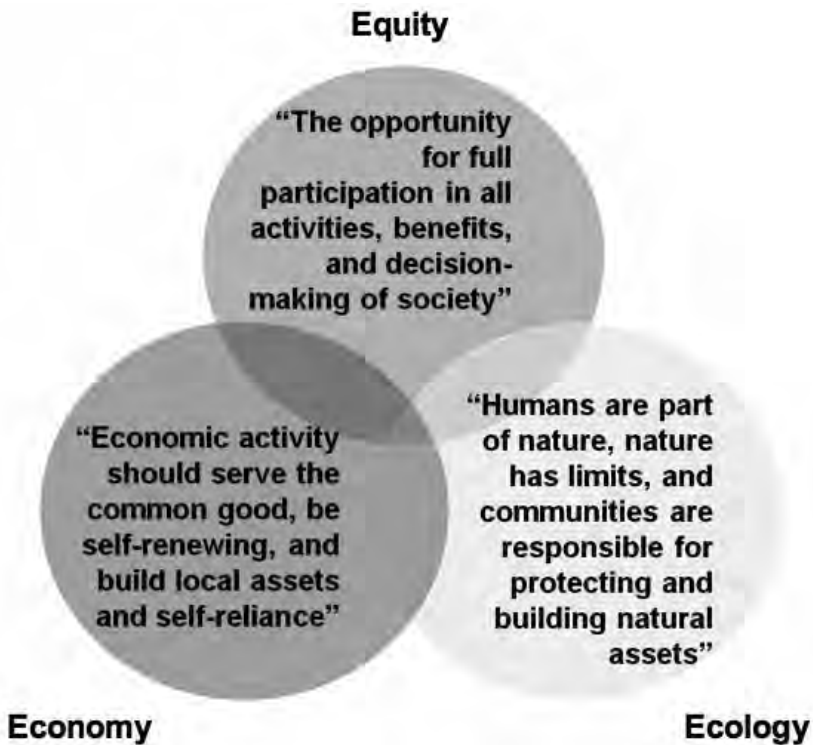 Equity
“The opportunity
for full
participation in all
activities, benefits,
and decision-
making of society”
“Economic activity
should serve the
common good, be
self-renewing, and
build local assets
and self-reliance”
“Humans are part
of nature, nature
has limits, and
communities are
responsible for
protecting and
building natural
assets”
Economy
Ecology